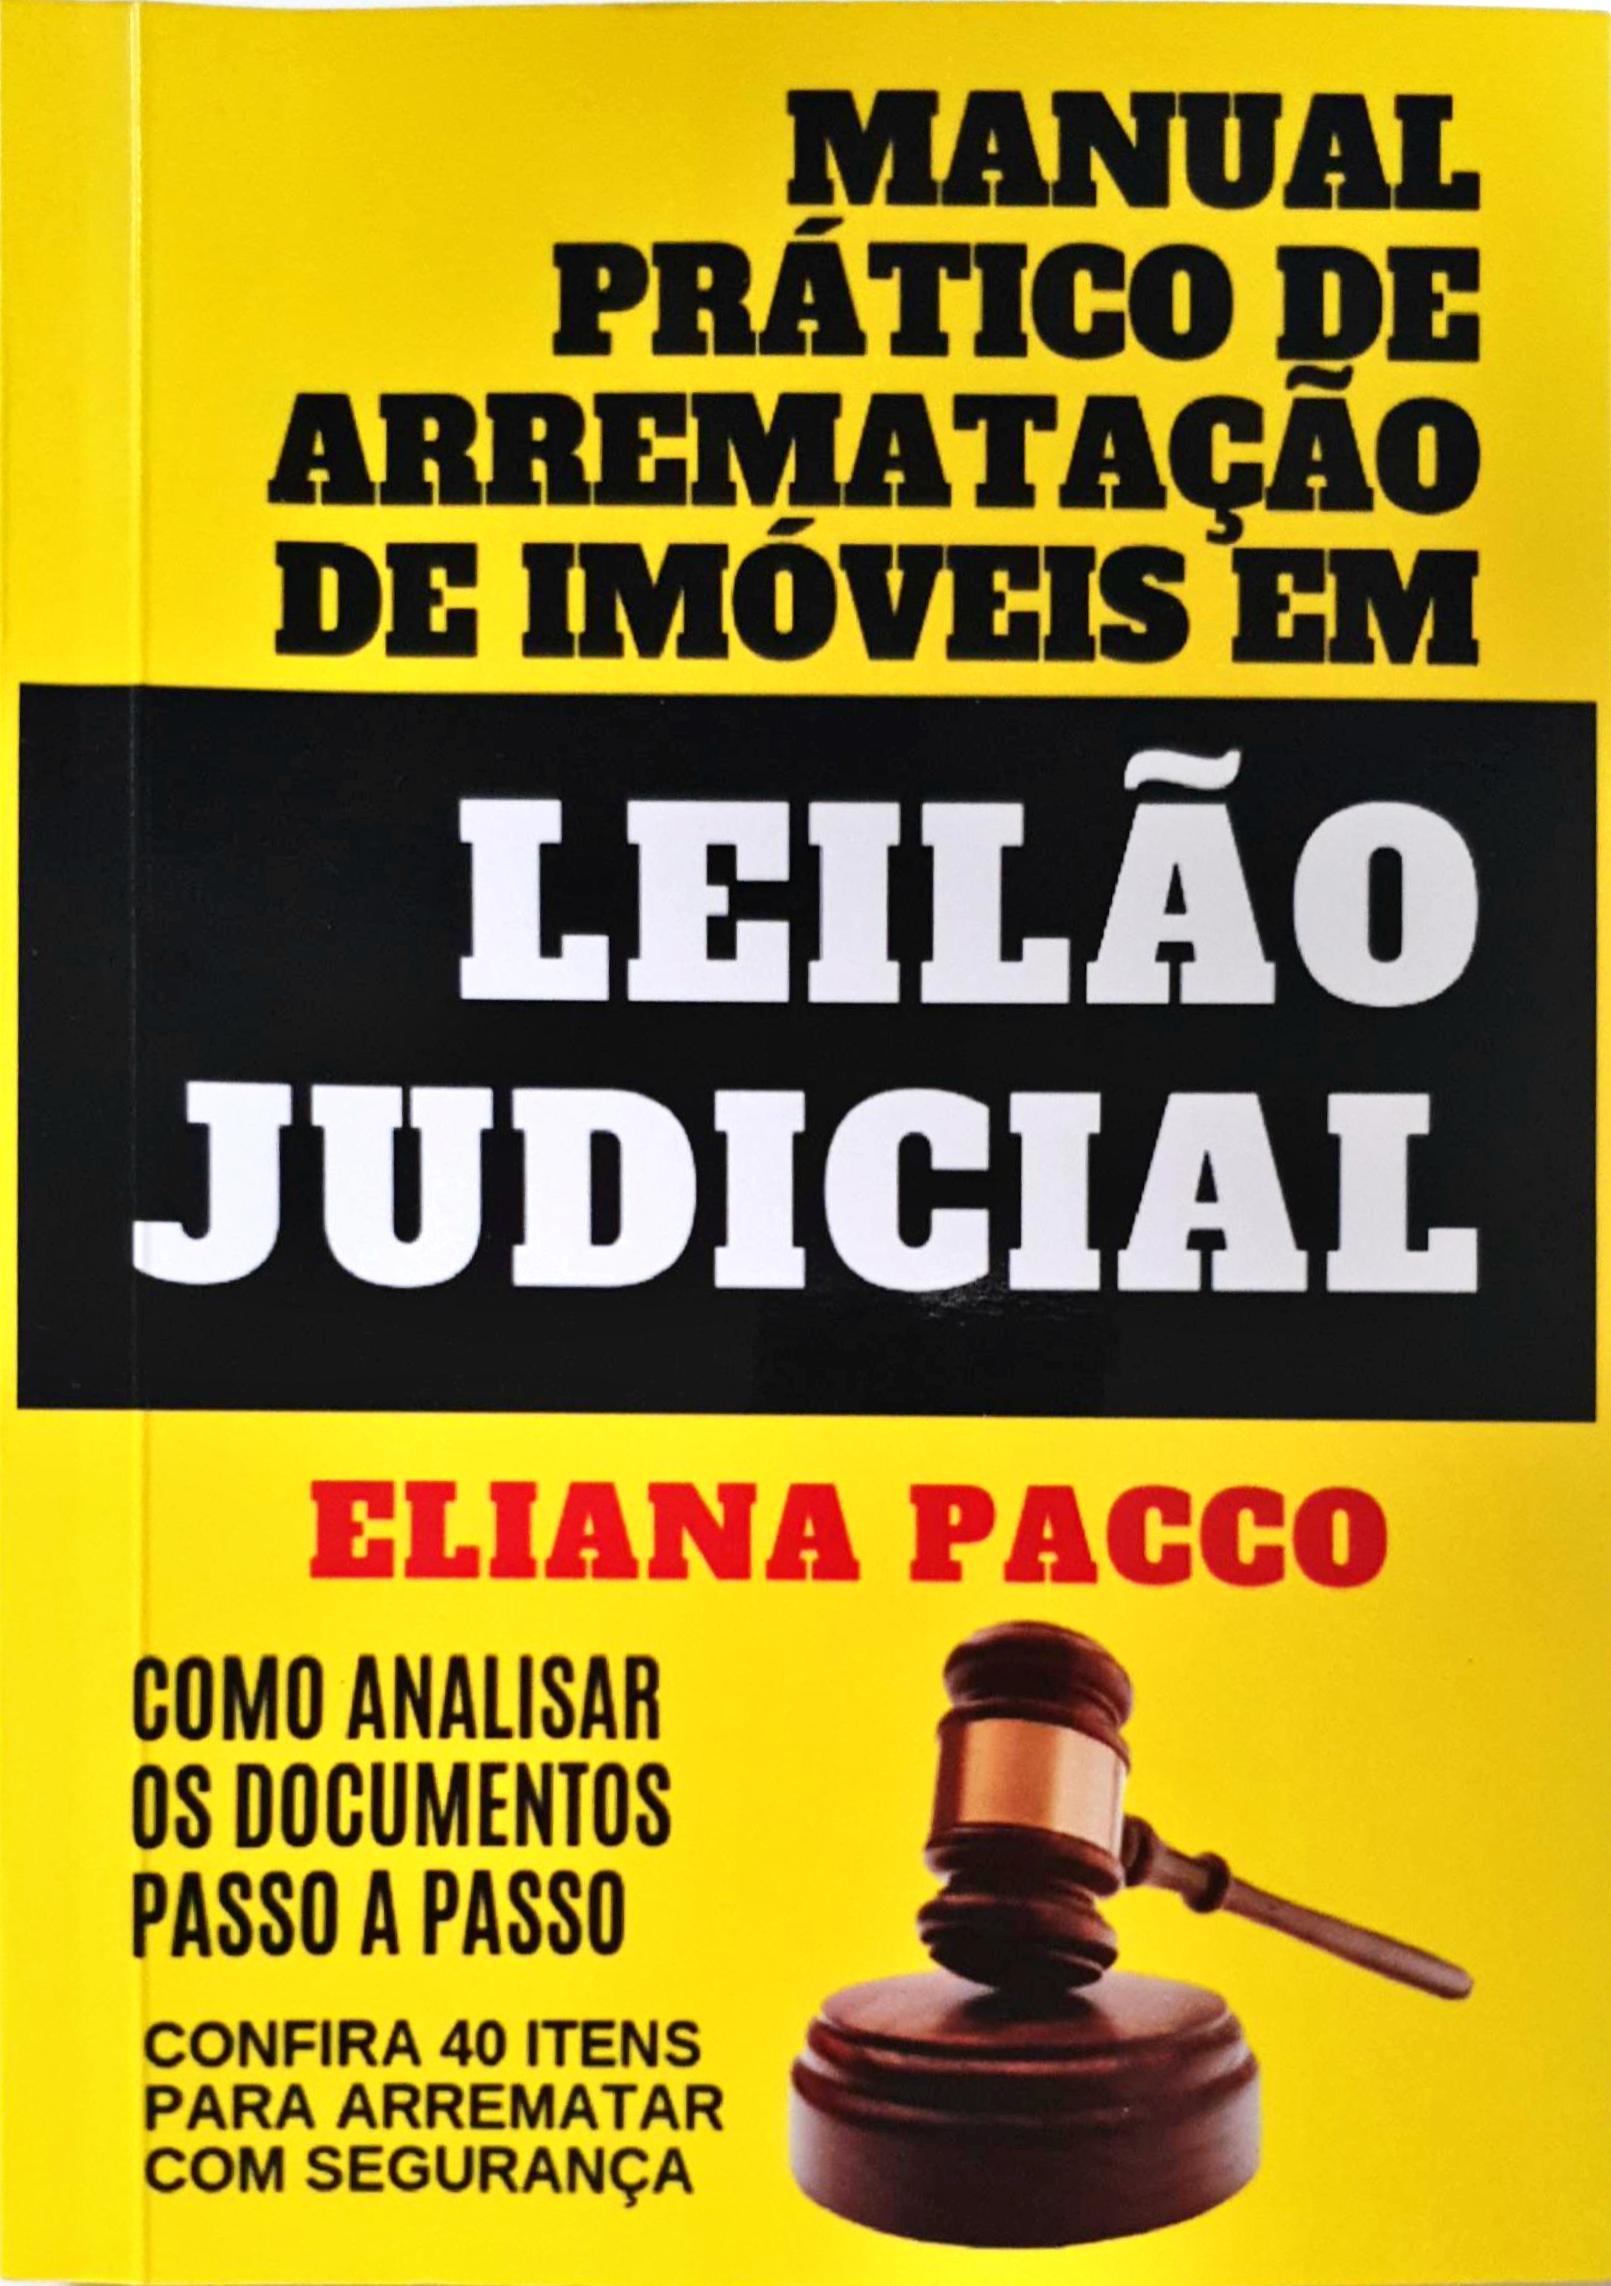 MANUAL
PRÁTICO DE
ARREMATAÇÃO
DE IMÓVEIS EM
LEILÃO
JUDICIAL
ELIANA PACCO
COMO ANALISAR
OS DOCUMENTOS
PASSO A PASSO
CONFIRA 40 ITENS
PARA ARREMATAR
COM SEGURANÇA